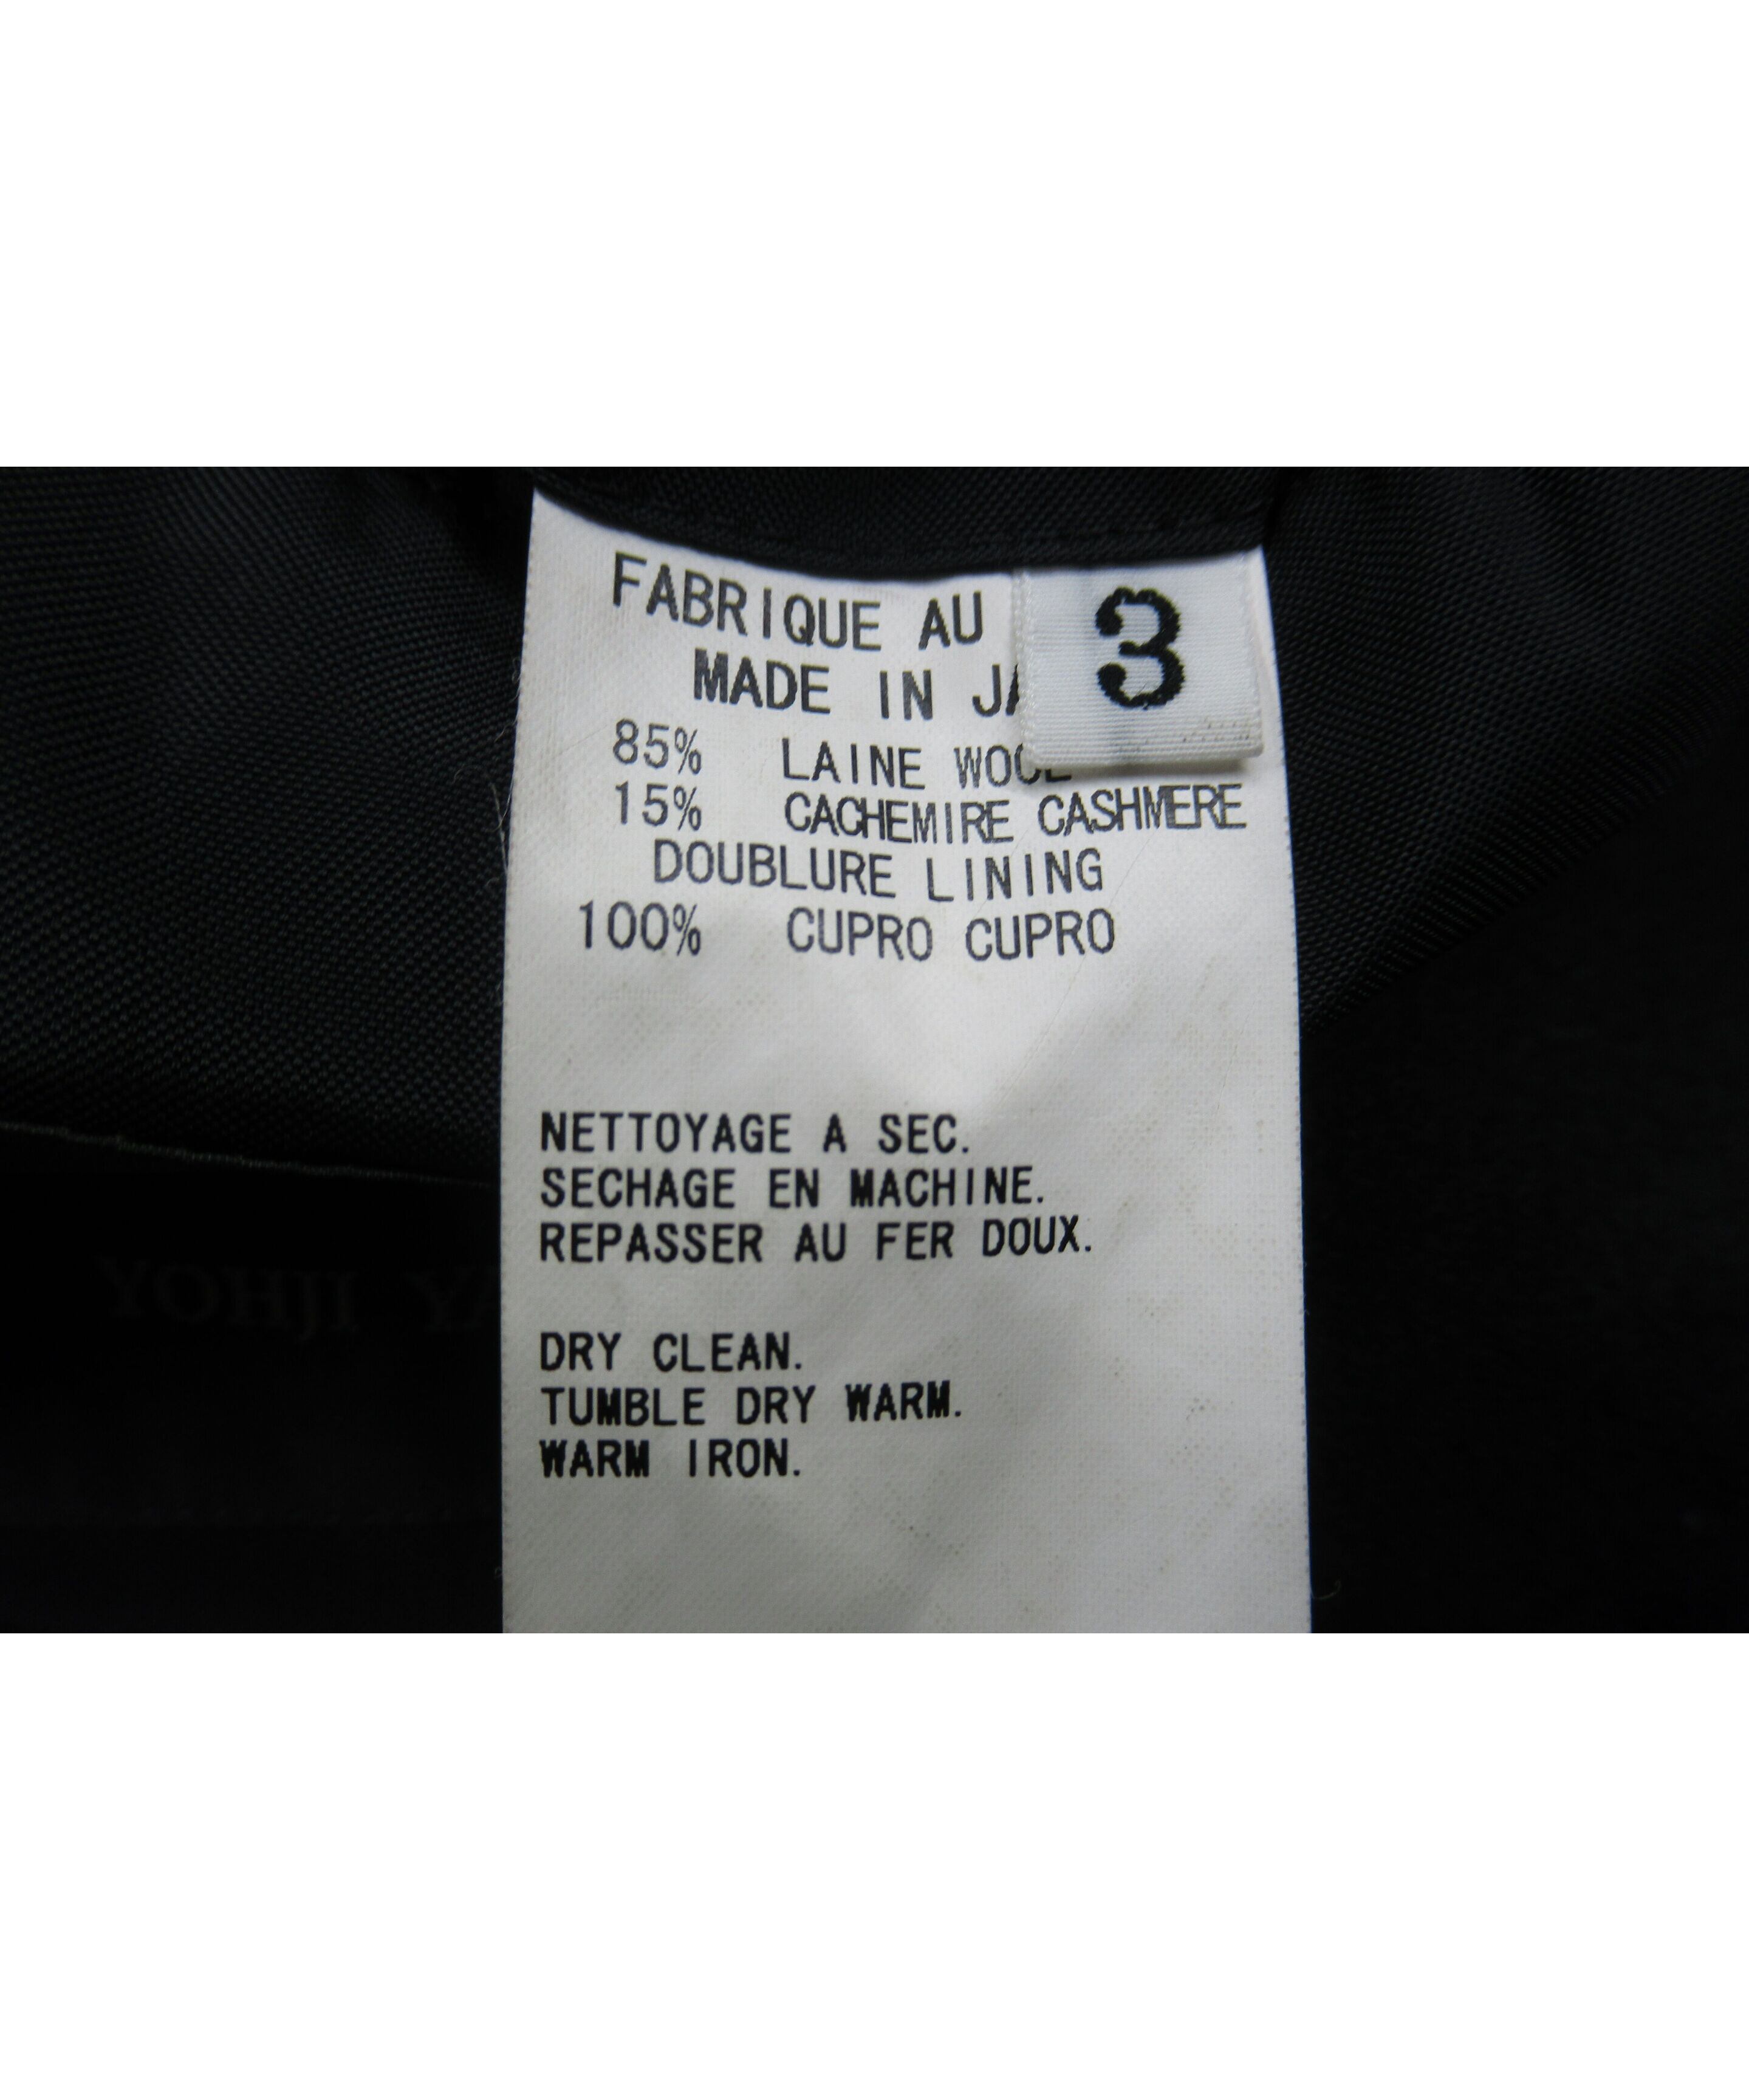 FABRIQUE AU
3
MADE IN
85% LAINE WOOL
15% CACHEMIRE CASHMERE
DOUBLURE LINING
100% CUPRO CUPRO
NETTOYAGE A SEC.
SECHAGE EN MACHINE.
REPASSER AU FER DOUX.
DRY CLEAN.
TUMBLE DRY WARM.
WARM IRON.
YOHJI